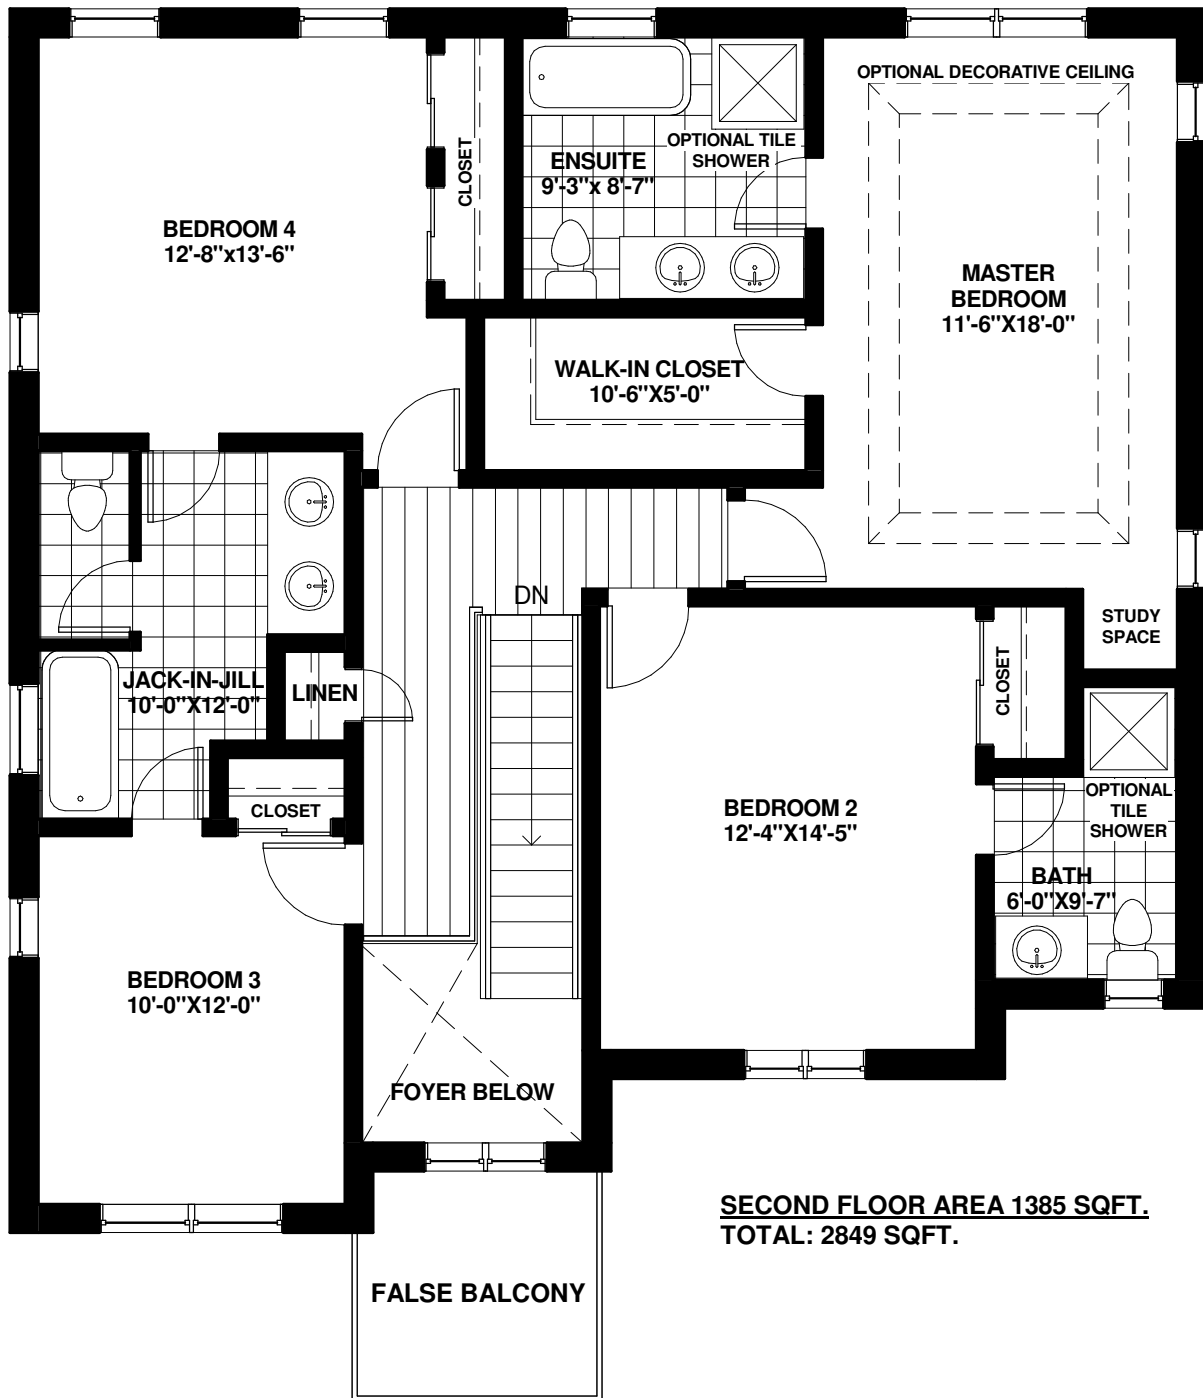 OPTIONAL DECORATIVE CEILING
CLOSET
OPTIONAL TILE
SHOWER
ENSUITE
9'-3"x 8'-7"
BEDROOM 4
12'-8"x13'-6"
MASTER
BEDROOM
11'-6"X18'-0"
WALK-IN CLOSET
10'-6"X5'-0"
DN
STUDY
SPACE
JACK-IN-JILL
10'-0"X12'-0"
LINEN
CLOSET
CLOSET
BEDROOM 2
12'-4"X14'-5"
OPTIONAL
TILE
SHOWER
BATH
6'-0"X9'-7"
BEDROOM 3
10'-0"X12'-0"
FOYER BELOW
SECOND FLOOR AREA 1385 SQFT.
TOTAL: 2849 SQFT.
FALSE BALCONY